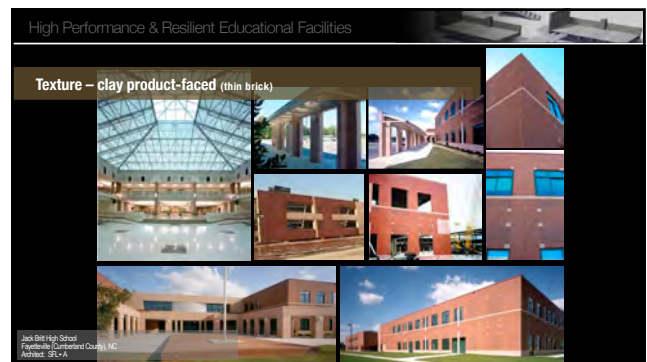 High Performance & Resilient Educational Facilities
Texture – clay product-faced (thin brick)
Jack Britt High School
Fayetteville (Cumberland County), NC
Architect: SFL+A